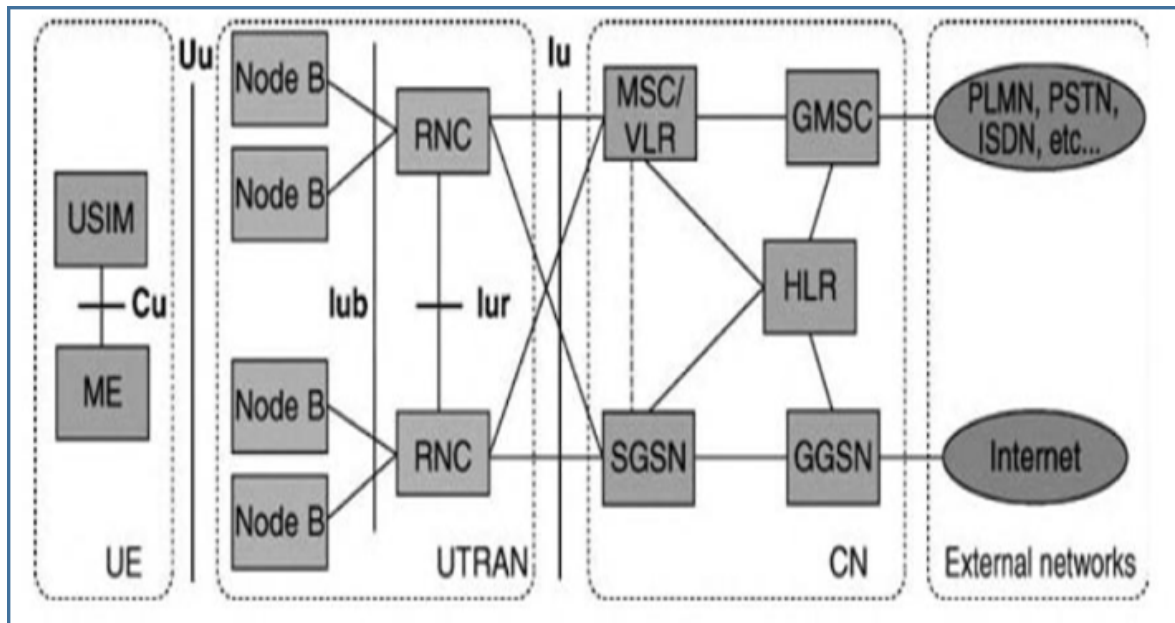 Uu
Iu
Node B
Node B
RNC
MSC/
VLR
GMSC
PLMN, PSTN,
ISDN, etc...
USIM
Cu
ME
Iub
Iur
HLR
Node B
Node B
RNC
SGSN
GGSN
Internet
UE
UTRAN
CN
External networks